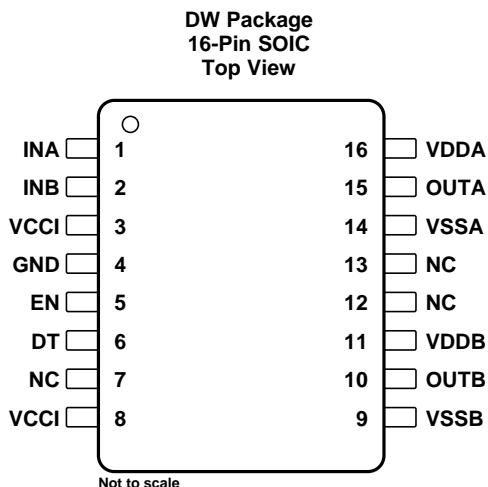 DW Package
16-Pin SOIC
Top View
INA 1 16 VDDA
INB 2 15 OUTA
VCCI 3 14 VSSA
GND 4 13 NC
EN 5 12 NC
DT 6 11 VDDB
NC 7 10 OUTB
VCCI 8 9 VSSB
Not to scale